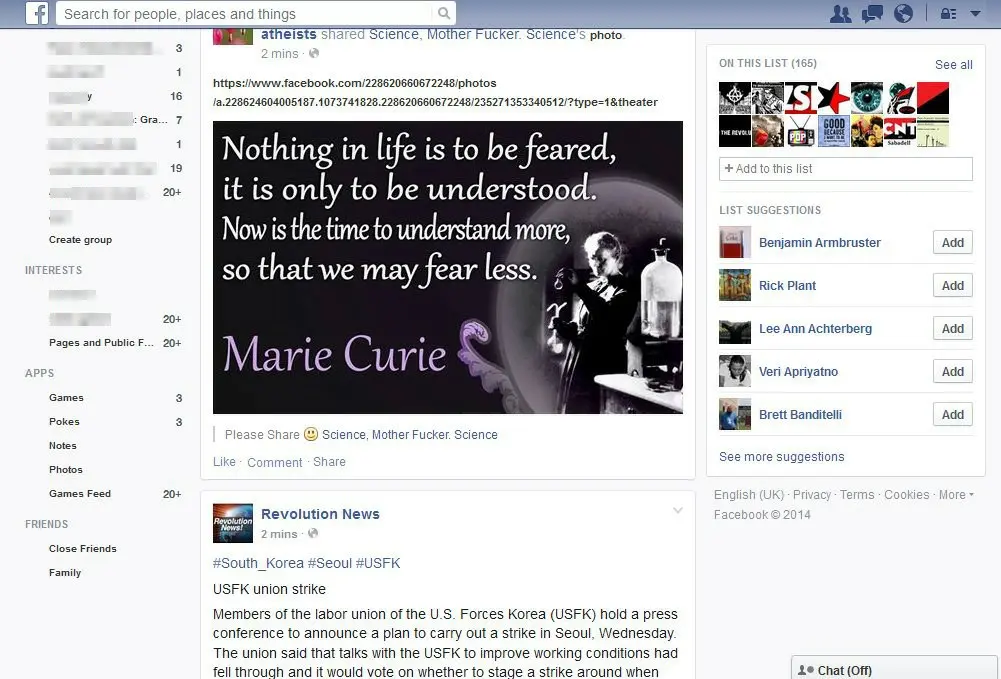 Search for people, places and things
3
1
16
: Gra... 7
1
19
20+
Create group
INTERESTS
20+
Pages and Public F... 20+
APPS
Games 3
Pokes 3
Notes
Photos
Games Feed 20+
FRIENDS
Close Friends
Family
atheists shared Science, Mother Fucker. Science's photo
2 mins ·
https://www.facebook.com/228620660672248/photos
/a.228624604005187.1073741828.228620660672248/235271353340512/?type=1&theater
Nothing in life is to be feared,
it is only to be understood.
Now is the time to understand more,
so that we may fear less.
Marie Curie
Please Share 🙂 Science, Mother Fucker. Science
Like · Comment · Share
Revolution News!
Revolution News
2 mins ·
#South_Korea #Seoul #USFK
USFK union strike
Members of the labor union of the U.S. Forces Korea (USFK) hold a press
conference to announce a plan to carry out a strike in Seoul, Wednesday.
The union said that talks with the USFK to improve working conditions had
fell through and it would vote on whether to stage a strike around when
ON THIS LIST (165) See all
THE REVOLU
POP
GOOD
CNT
Sabadell
+ Add to this list
LIST SUGGESTIONS
Benjamin Armbruster Add
Rick Plant Add
Lee Ann Achterberg Add
Veri Apriyatno Add
Brett Banditelli Add
See more suggestions
English (UK) · Privacy · Terms · Cookies · More
Facebook © 2014
Chat (Off)